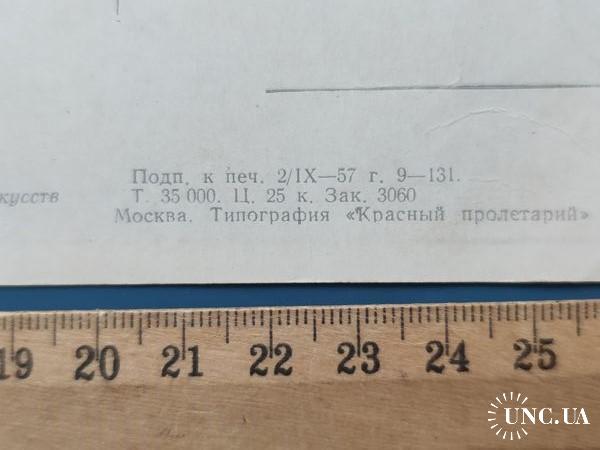 Подп. к печ. 2/IX—57 г. 9—131.
кусств
Т. 35 000. Ц. 25 к. Зак. 3060
Москва. Типография «Красный пролетарий»
19 20 21 22 23 24 25
UNC.UA